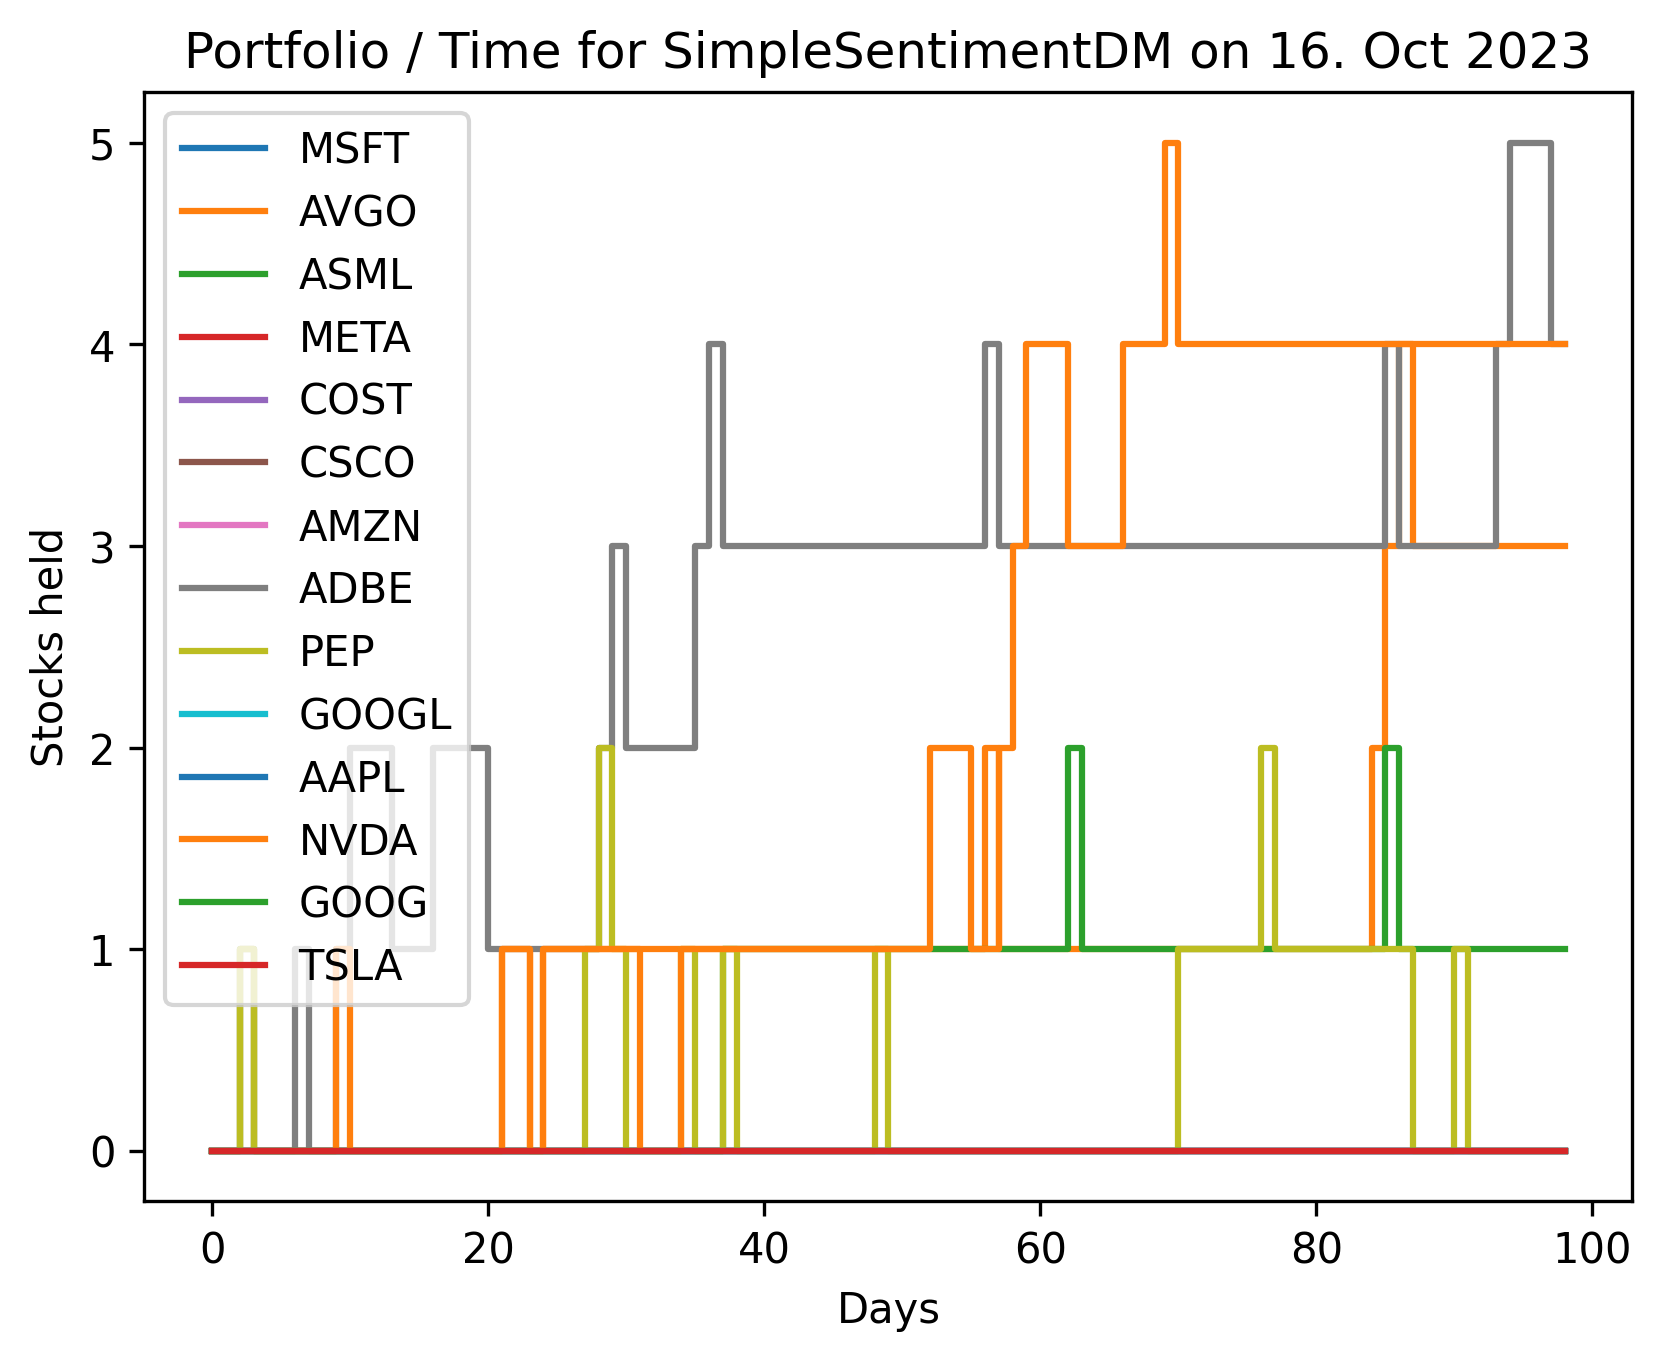 Portfolio / Time for SimpleSentimentDM on 16. Oct 2023
5
4
3
2
1
0
Stocks held
MSFT
AVGO
ASML
META
COST
CSCO
AMZN
ADBE
PEP
GOOGL
AAPL
NVDA
GOOG
TSLA
0 20 40 60 80 100
Days